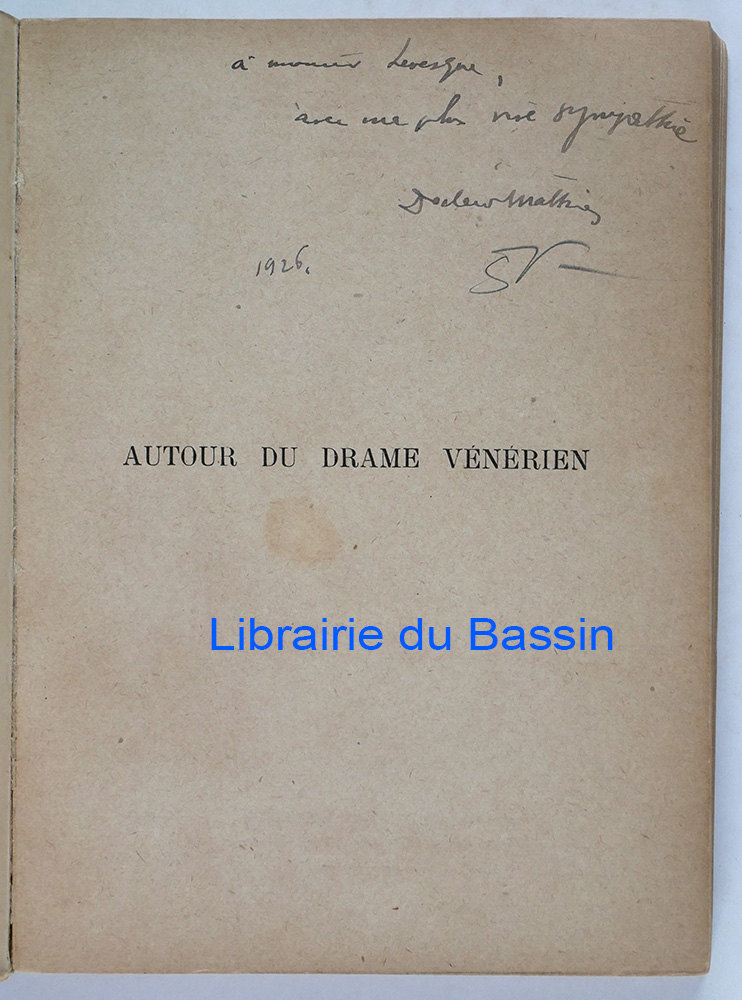 à monsieur Levesque,
avec ma plus vive sympathie
Docteur Mathieu
1926.
AUTOUR DU DRAME VÉNÉRIEN
Librairie du Bassin